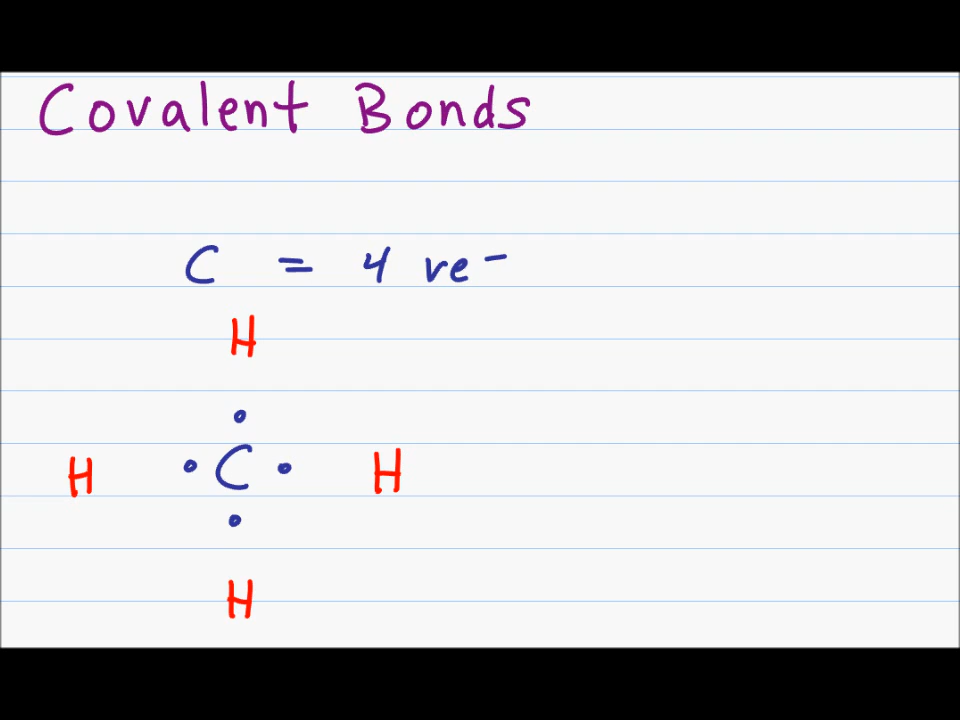 Covalent Bonds
C = 4 ve⁻
H
H · C · H
H